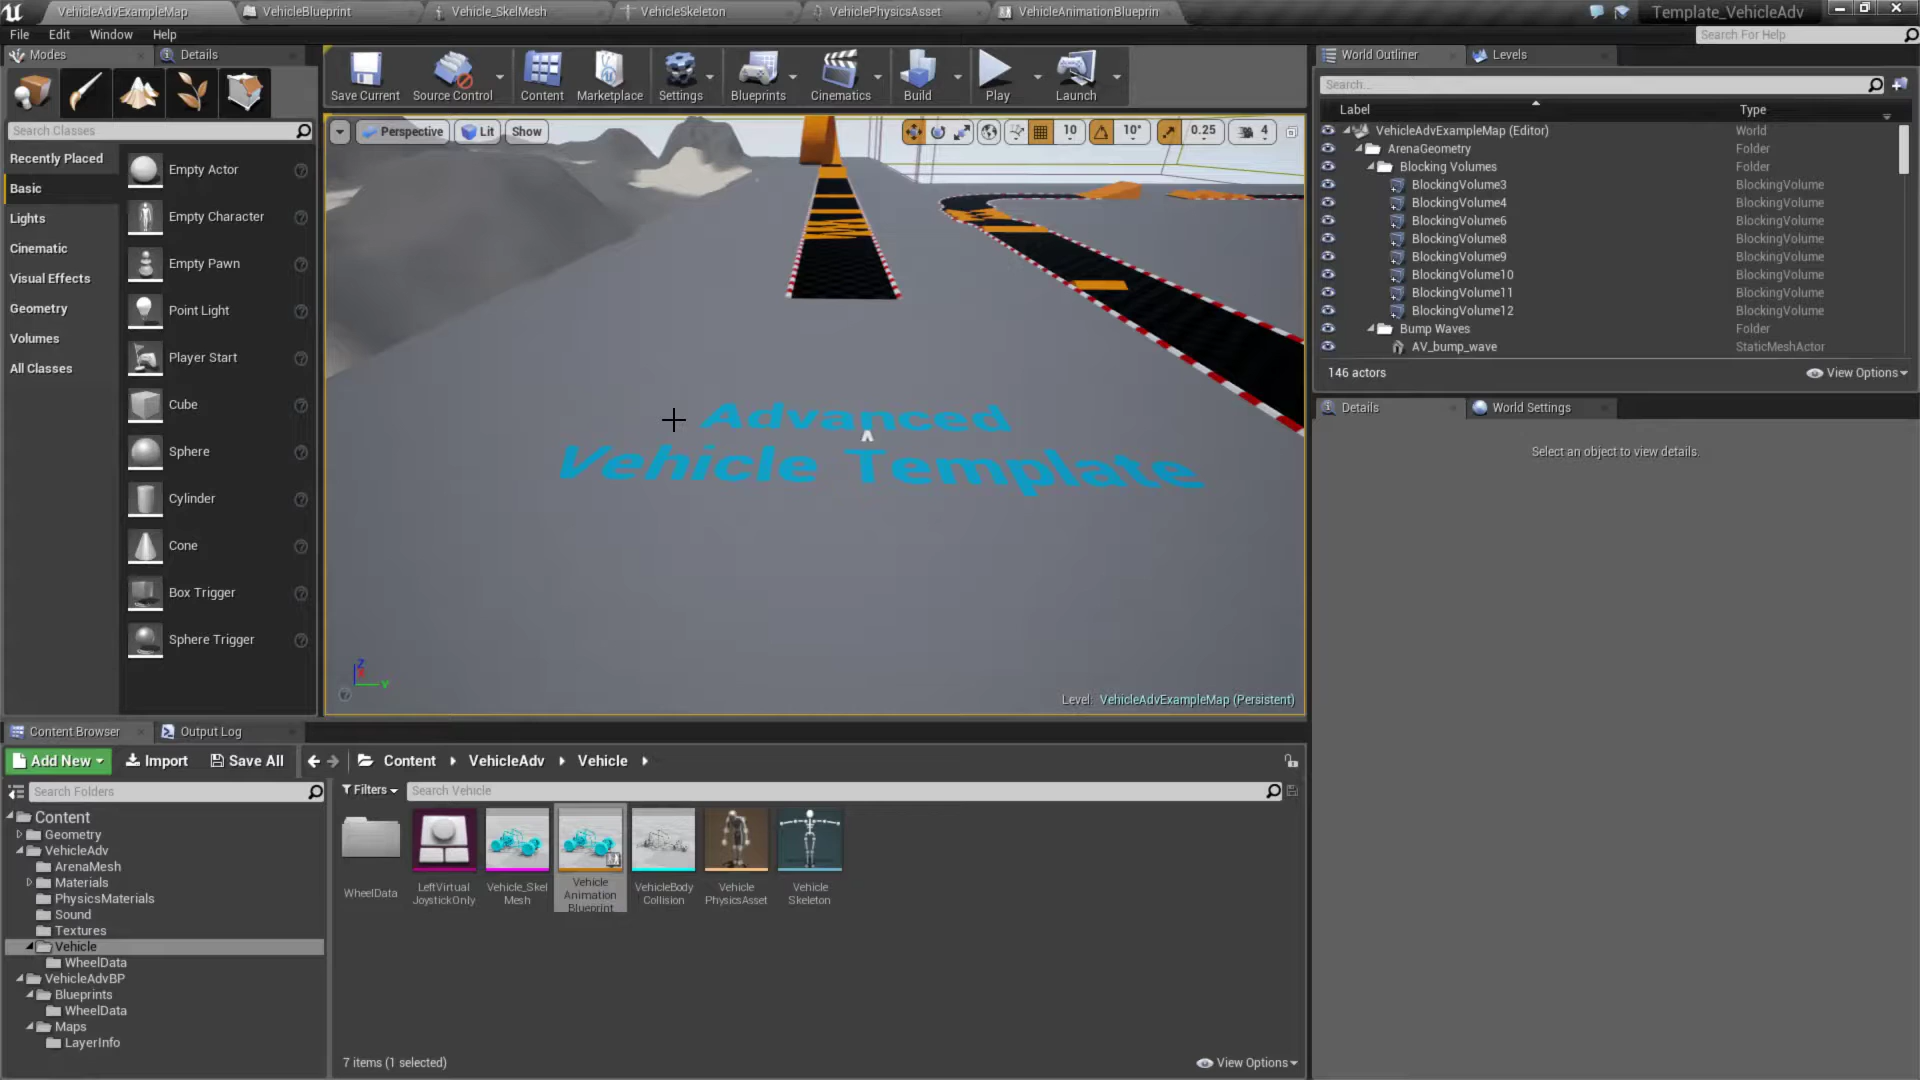 VehicleAdvExampleMap
VehicleBlueprint
Vehicle_SkelMesh
VehicleSkeleton
VehiclePhysicsAsset
VehicleAnimationBlueprin
Template_VehicleAdv
File
Edit
Window
Help
Search For Help
Modes
Details
Search Classes
Recently Placed
Basic
Lights
Cinematic
Visual Effects
Geometry
Volumes
All Classes
Empty Actor
Empty Character
Empty Pawn
Point Light
Player Start
Cube
Sphere
Cylinder
Cone
Box Trigger
Sphere Trigger
Save Current
Source Control
Content
Marketplace
Settings
Blueprints
Cinematics
Build
Play
Launch
Perspective
Lit
Show
10
10°
0.25
4
Advanced
Vehicle Template
Z
Y
Level: VehicleAdvExampleMap (Persistent)
World Outliner
Levels
Search...
Label
Type
VehicleAdvExampleMap (Editor)
World
ArenaGeometry
Folder
Blocking Volumes
Folder
BlockingVolume3
BlockingVolume
BlockingVolume4
BlockingVolume
BlockingVolume6
BlockingVolume
BlockingVolume8
BlockingVolume
BlockingVolume9
BlockingVolume
BlockingVolume10
BlockingVolume
BlockingVolume11
BlockingVolume
BlockingVolume12
BlockingVolume
Bump Waves
Folder
AV_bump_wave
StaticMeshActor
146 actors
View Options
Details
World Settings
Select an object to view details.
Content Browser
Output Log
Add New
Import
Save All
Content
VehicleAdv
Vehicle
Search Folders
Filters
Search Vehicle
Content
Geometry
VehicleAdv
ArenaMesh
Materials
PhysicsMaterials
Sound
Textures
Vehicle
WheelData
VehicleAdvBP
Blueprints
WheelData
Maps
LayerInfo
WheelData
LeftVirtual
JoystickOnly
Vehicle_Skel
Mesh
Vehicle
Animation
Blueprint
VehicleBody
Collision
Vehicle
PhysicsAsset
Vehicle
Skeleton
7 items (1 selected)
View Options